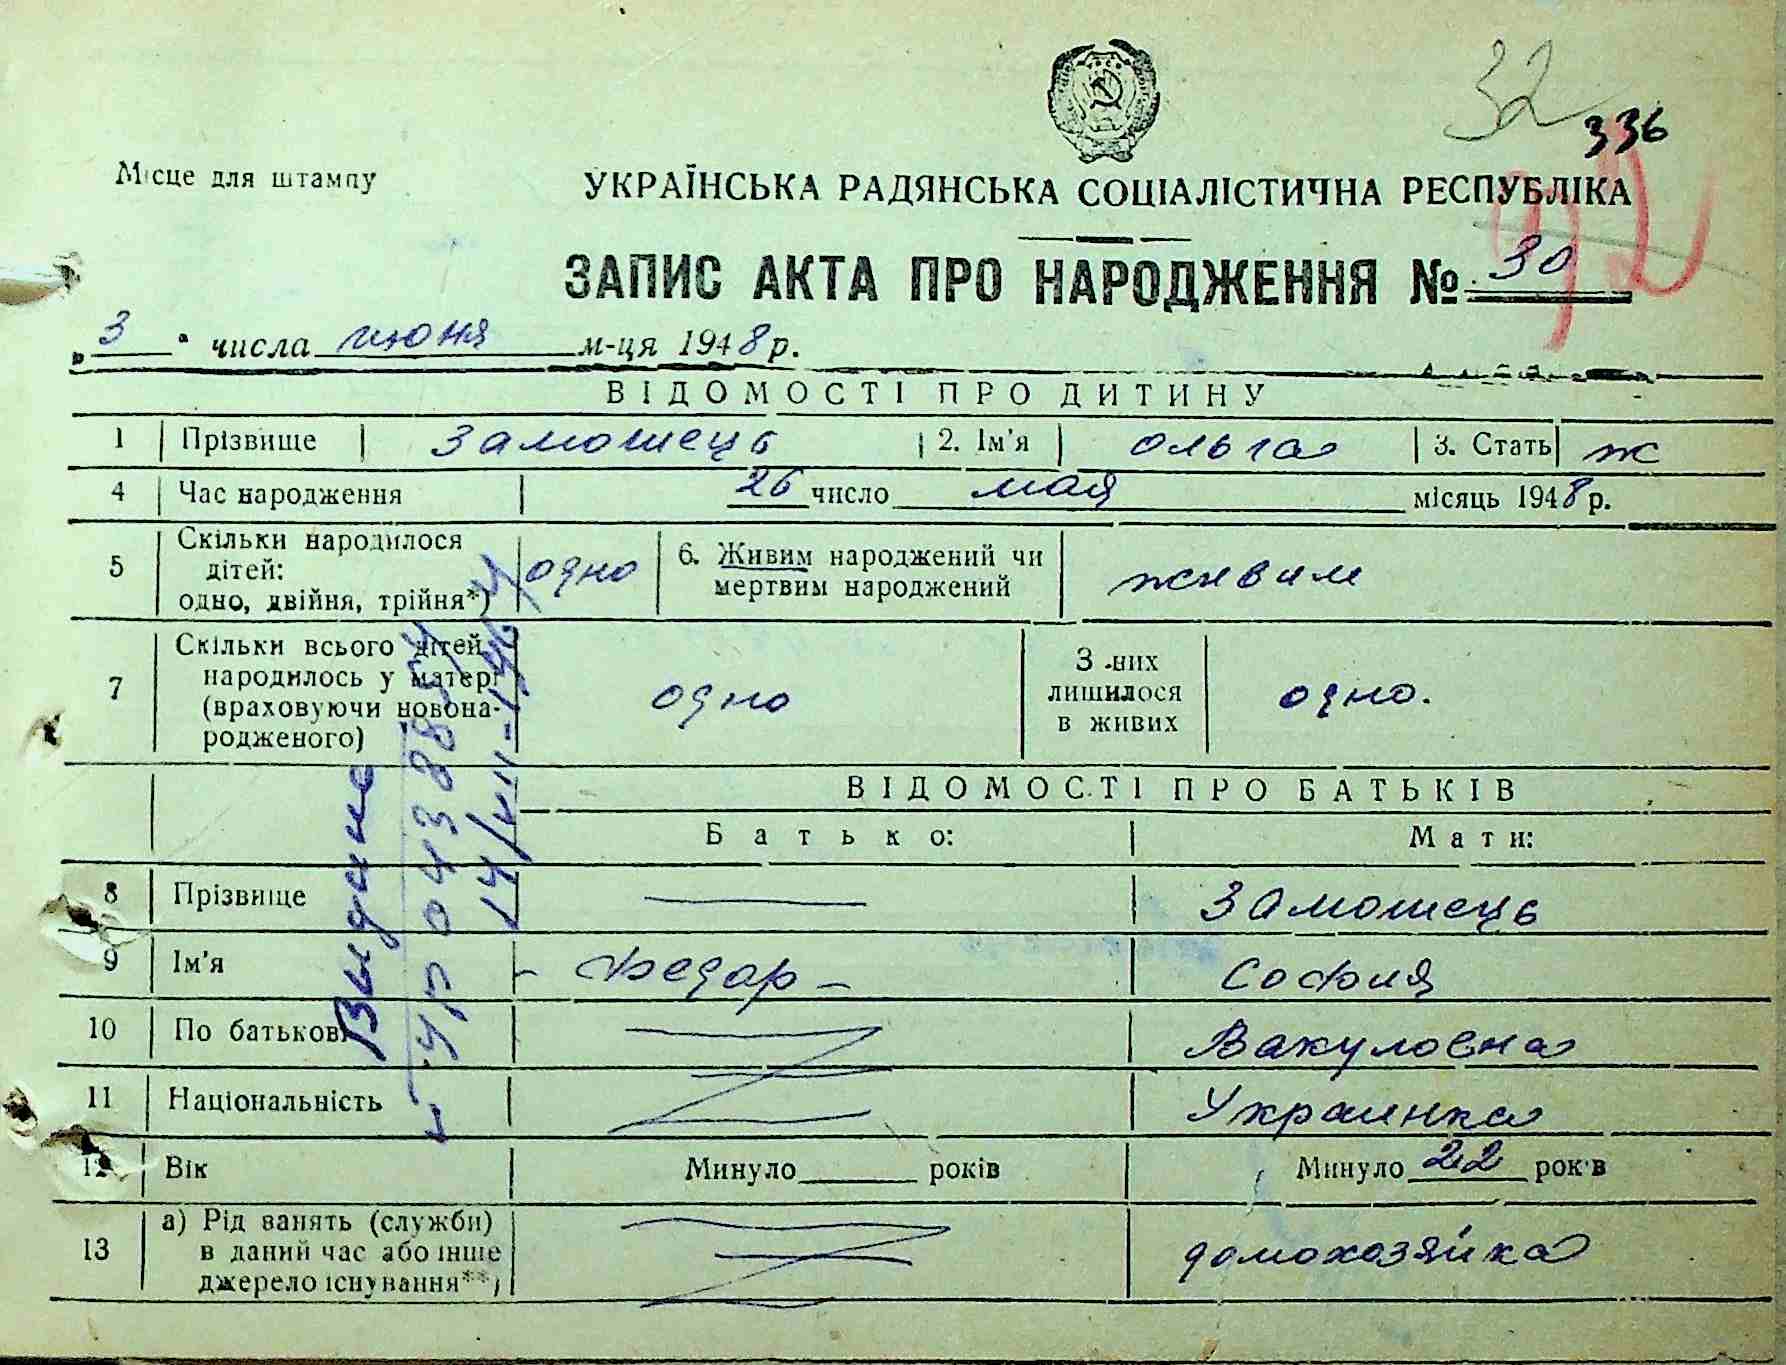 32
336
92
Місце для штампу
УКРАЇНСЬКА РАДЯНСЬКА СОЦІАЛІСТИЧНА РЕСПУБЛІКА
ЗАПИС АКТА ПРО НАРОДЖЕННЯ № 30
„3“ числа июня м-ця 1948 р.
ВІДОМОСТІ ПРО ДИТИНУ
1 Прізвище Замошець 2. Ім'я ольга 3. Стать ж
4 Час народження 26 число мая місяць 1948 р.
5 Скільки народилося дітей: одно, двійня, трійня*) одно 6. Живим народжений чи мертвим народжений живим
7 Скільки всього дітей народилось у матері (враховуючи новонародженого) одно З них лишилося в живих одно.
ВІДОМОСТІ ПРО БАТЬКІВ
Батько: Мати:
8 Прізвище — Замошець
9 Ім'я - Федор - София
10 По батькові Вакуловна
11 Національність Украинка
12 Вік Минуло років Минуло 22 років
13 а) Рід занять (служби) в даний час або інше джерело існування**) домохозяйка